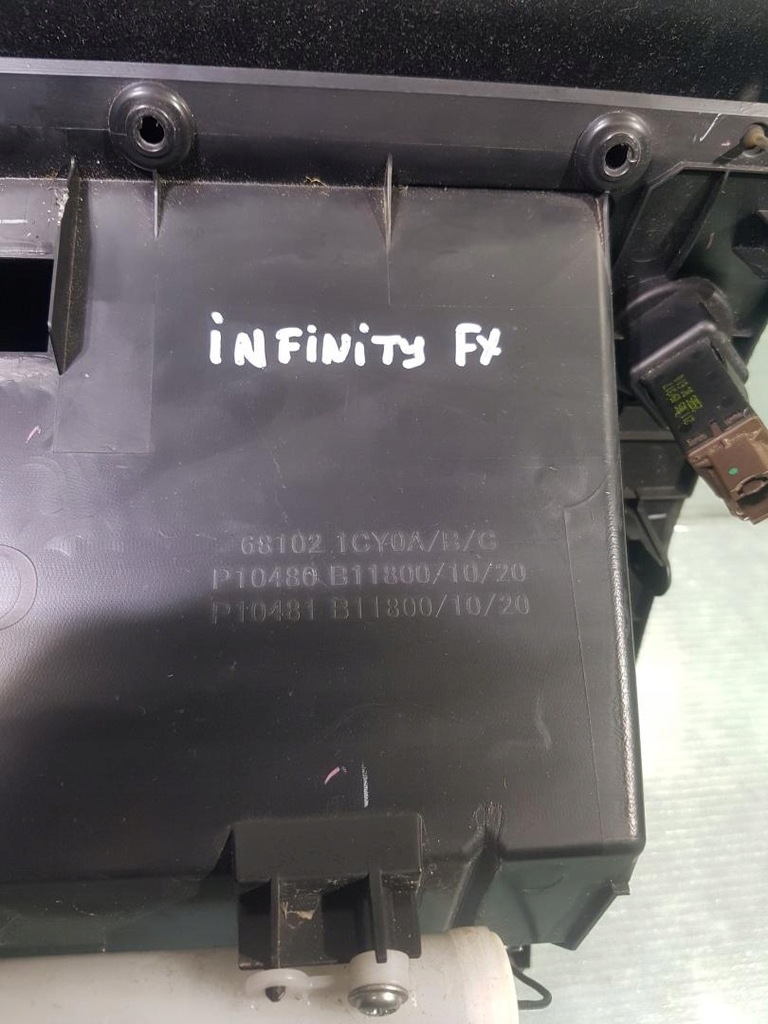 iNFiNiTy FX
68102 1CY0A/B/C
P10480 B11800/10/20
P10481 B11800/10/20